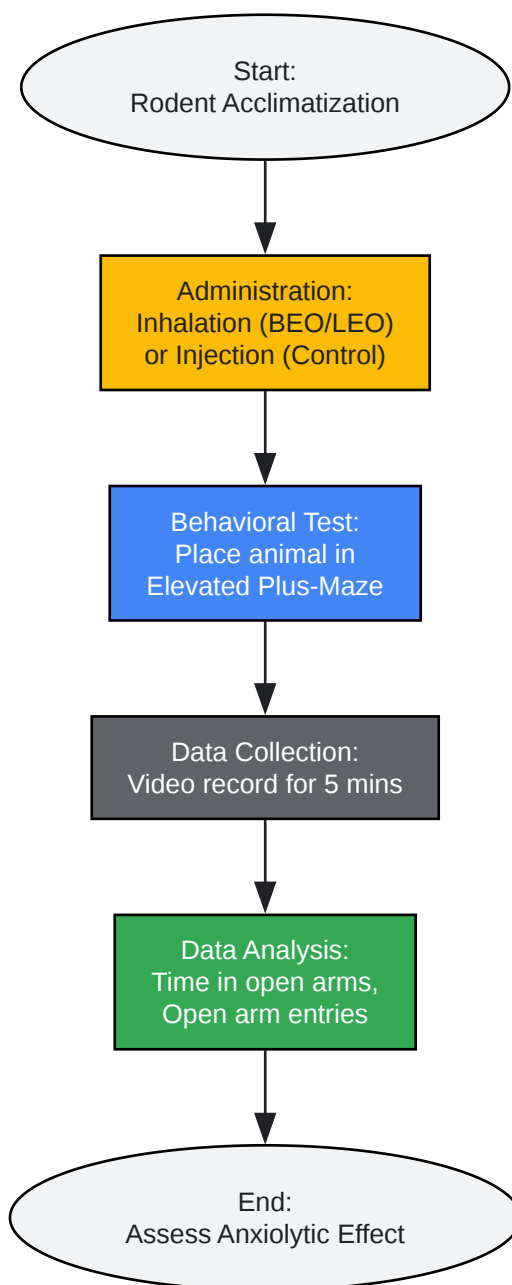 Start:
Rodent Acclimatization
Administration:
Inhalation (BEO/LEO)
or Injection (Control)
Behavioral Test:
Place animal in
Elevated Plus-Maze
Data Collection:
Video record for 5 mins
Data Analysis:
Time in open arms,
Open arm entries
End:
Assess Anxiolytic Effect